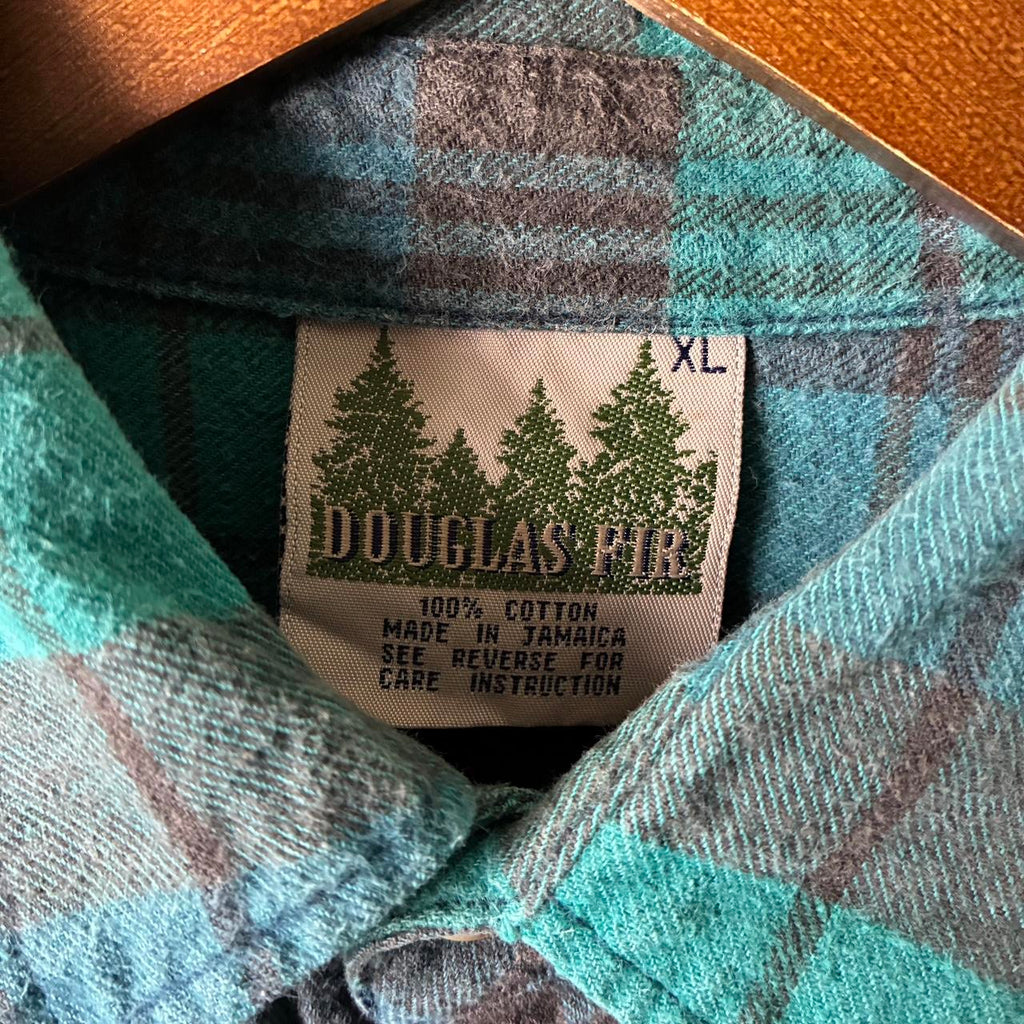 XL
DOUGLAS FIR
100% COTTON
MADE IN JAMAICA
SEE REVERSE FOR
CARE INSTRUCTION